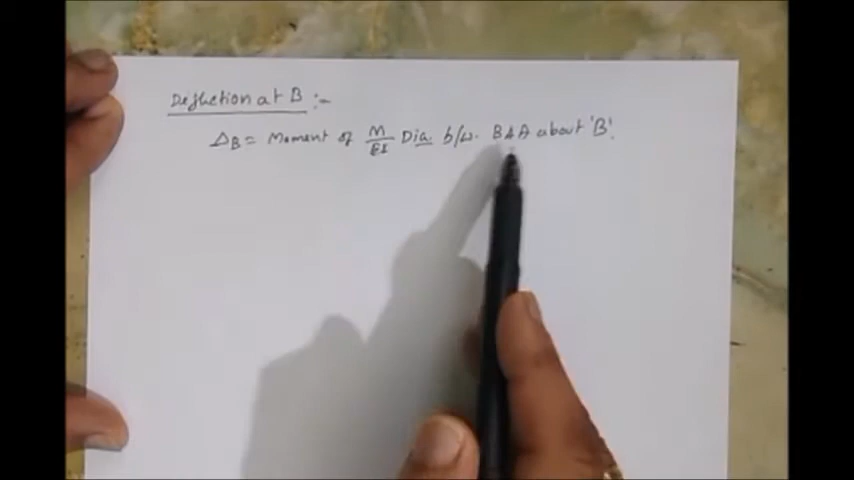 Deflection at B :-
ΔB = Moment of M/EI Dia. b/w. B & A about 'B'.